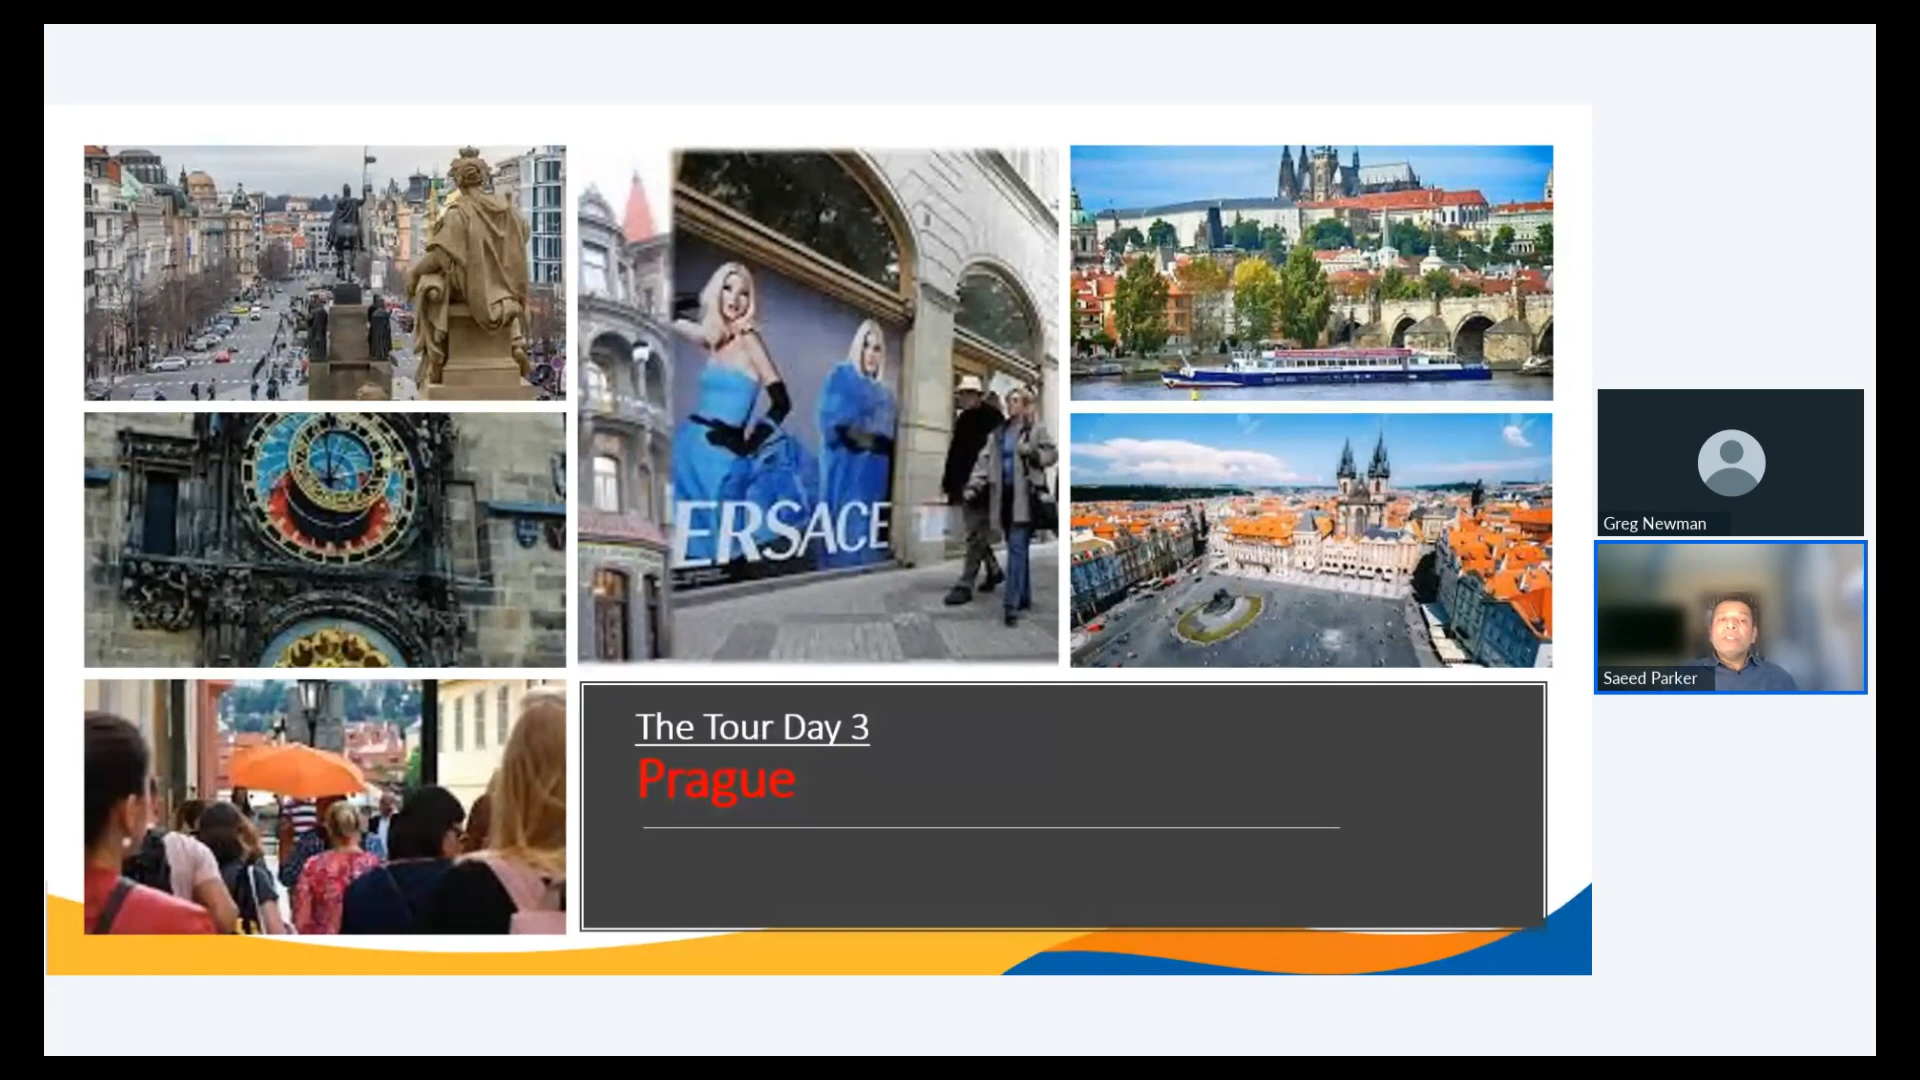 ERSACE
The Tour Day 3
Prague
Greg Newman
Saeed Parker